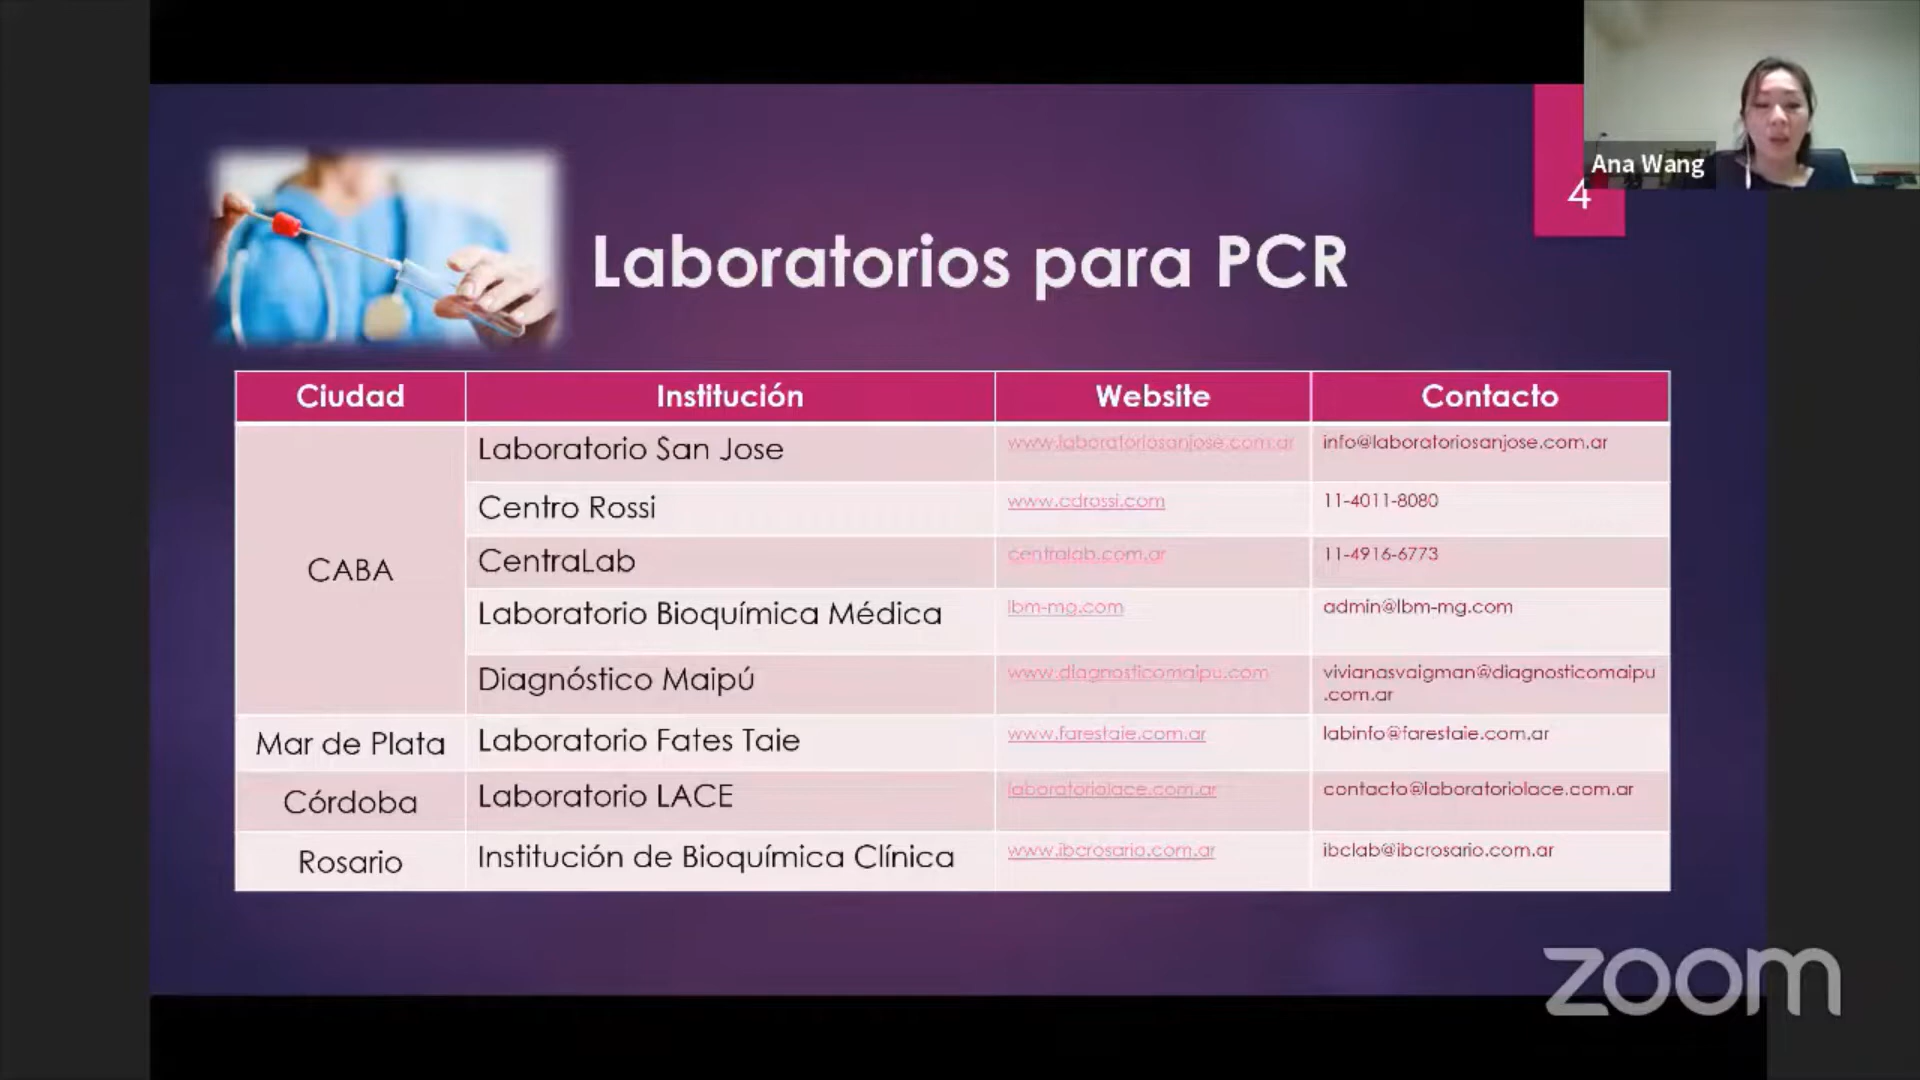 Ana Wang
4
Laboratorios para PCR
Ciudad Institución Website Contacto
CABA
Laboratorio San Jose www.laboratoriosanjose.com.ar info@laboratoriosanjose.com.ar
Centro Rossi www.cdrossi.com 11-4011-8080
CentraLab centralab.com.ar 11-4916-6773
Laboratorio Bioquímica Médica lbm-mg.com admin@lbm-mg.com
Diagnóstico Maipú www.diagnosticomaipu.com vivianasvaigman@diagnosticomaipu
.com.ar
Mar de Plata Laboratorio Fates Taie www.farestaie.com.ar labinfo@farestaie.com.ar
Córdoba Laboratorio LACE laboratoriolace.com.ar contacto@laboratoriolace.com.ar
Rosario Institución de Bioquímica Clínica www.ibcrosario.com.ar ibclab@ibcrosario.com.ar
zoom